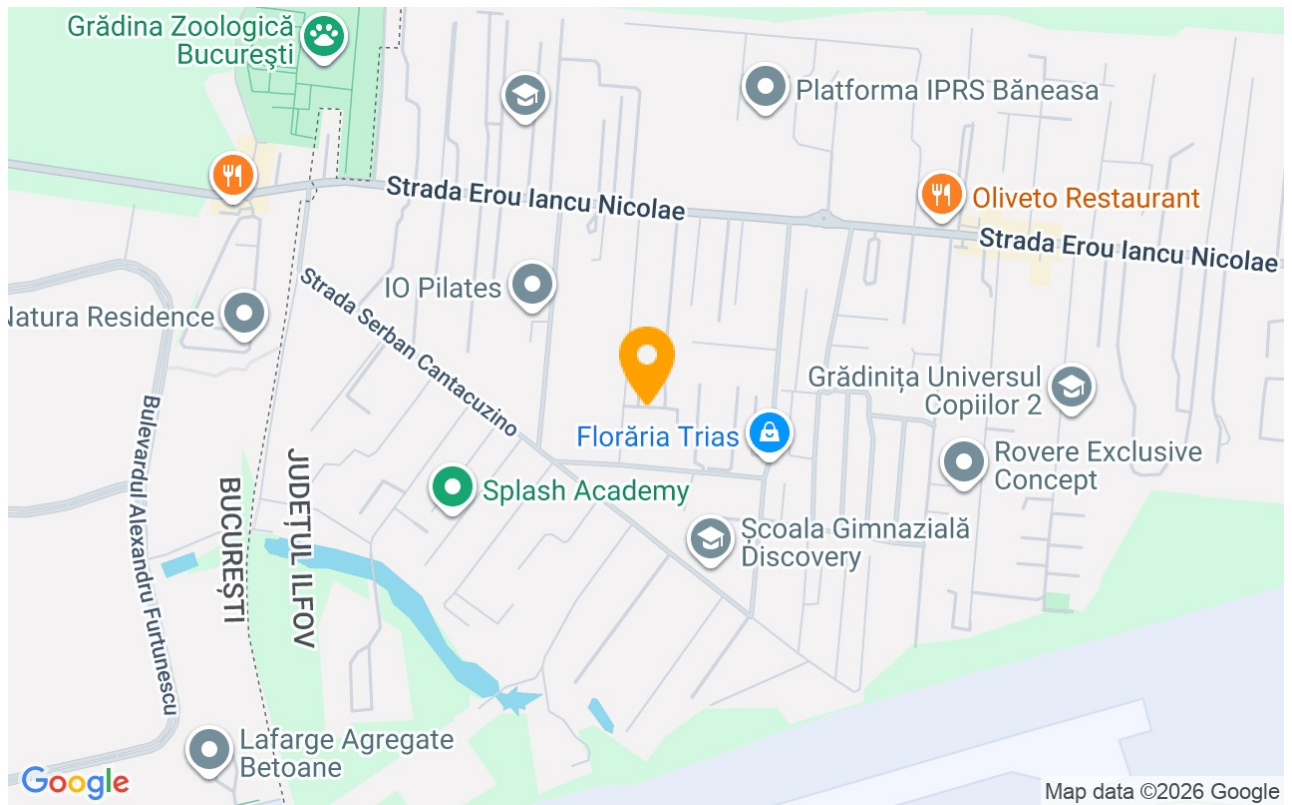 Grădina Zoologică
București
Platforma IPRS Băneasa
Strada Erou Iancu Nicolae
Oliveto Restaurant
Strada Erou Iancu Nicolae
IO Pilates
Strada Serban Cantacuzino
Natura Residence
Grădinița Universul
Copiilor 2
Florăria Trias
Rovere Exclusive
Concept
Bulevardul Alexandru Furtunescu
BUCUREȘTI
JUDEȚUL ILFOV
Splash Academy
Școala Gimnazială
Discovery
Lafarge Agregate
Betoane
Google
Map data ©2026 Google